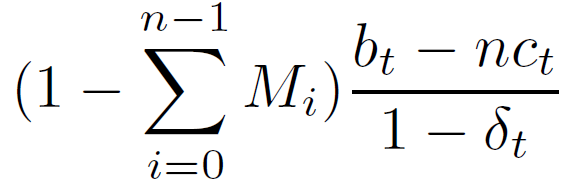 (1 - \sum_{i=0}^{n-1} M_i) \frac{b_t - nc_t}{1 - \delta_t}